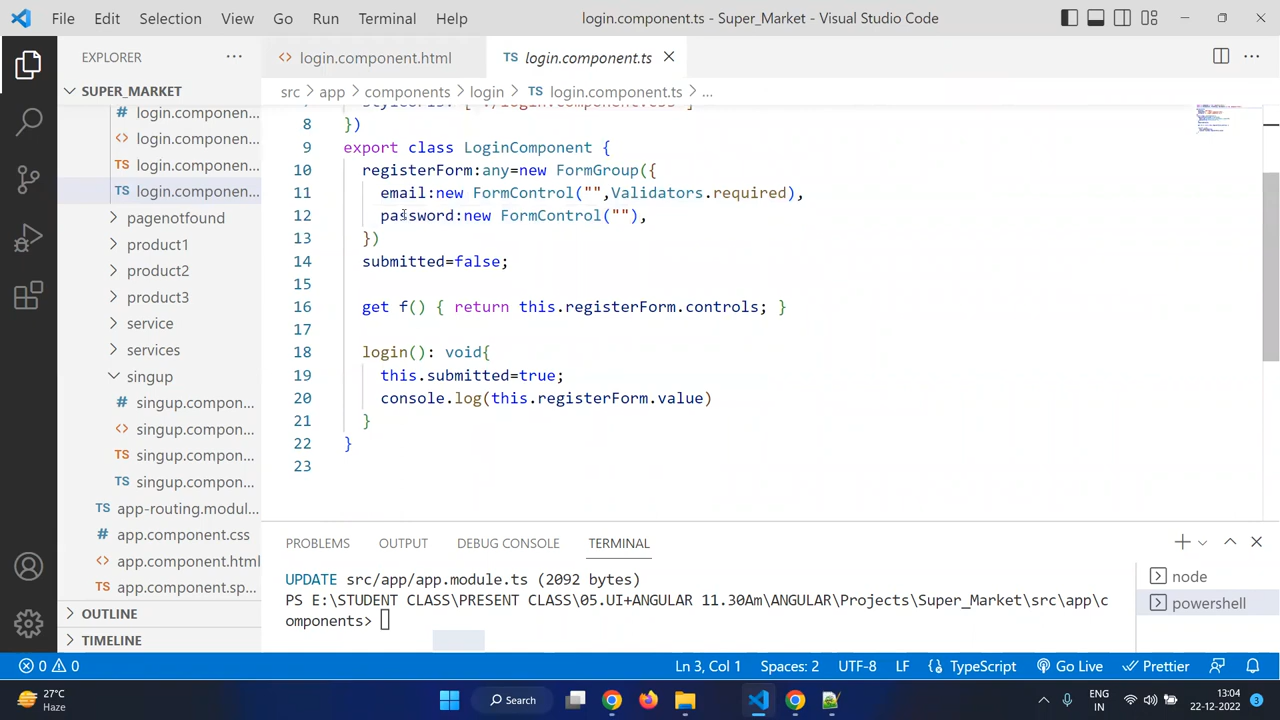 File Edit Selection View Go Run Terminal Help login.component.ts - Super_Market - Visual Studio Code
EXPLORER ···
login.component.html
TS login.component.ts
SUPER_MARKET
src > app > components > login > TS login.component.ts > ...
# login.componen...
<> login.componen...
TS login.componen...
TS login.componen...
pagenotfound
product1
product2
product3
service
services
singup
# singup.compon...
<> singup.compon...
TS singup.compon...
TS singup.compon...
TS app-routing.modul...
# app.component.css
<> app.component.html
TS app.component.sp...
OUTLINE
TIMELINE
8 })
9 export class LoginComponent {
10 registerForm:any=new FormGroup({
11 email:new FormControl("",Validators.required),
12 password:new FormControl(""),
13 })
14 submitted=false;
15
16 get f() { return this.registerForm.controls; }
17
18 login(): void{
19 this.submitted=true;
20 console.log(this.registerForm.value)
21 }
22 }
23
PROBLEMS OUTPUT DEBUG CONSOLE TERMINAL
UPDATE src/app/app.module.ts (2092 bytes)
PS E:\STUDENT CLASS\PRESENT CLASS\05.UI+ANGULAR 11.30Am\ANGULAR\Projects\Super_Market\src\app\c
omponents>
node
powershell
0 0 Ln 3, Col 1 Spaces: 2 UTF-8 LF TypeScript Go Live Prettier
27°C
Haze
Search
ENG
IN
13:04
22-12-2022
3